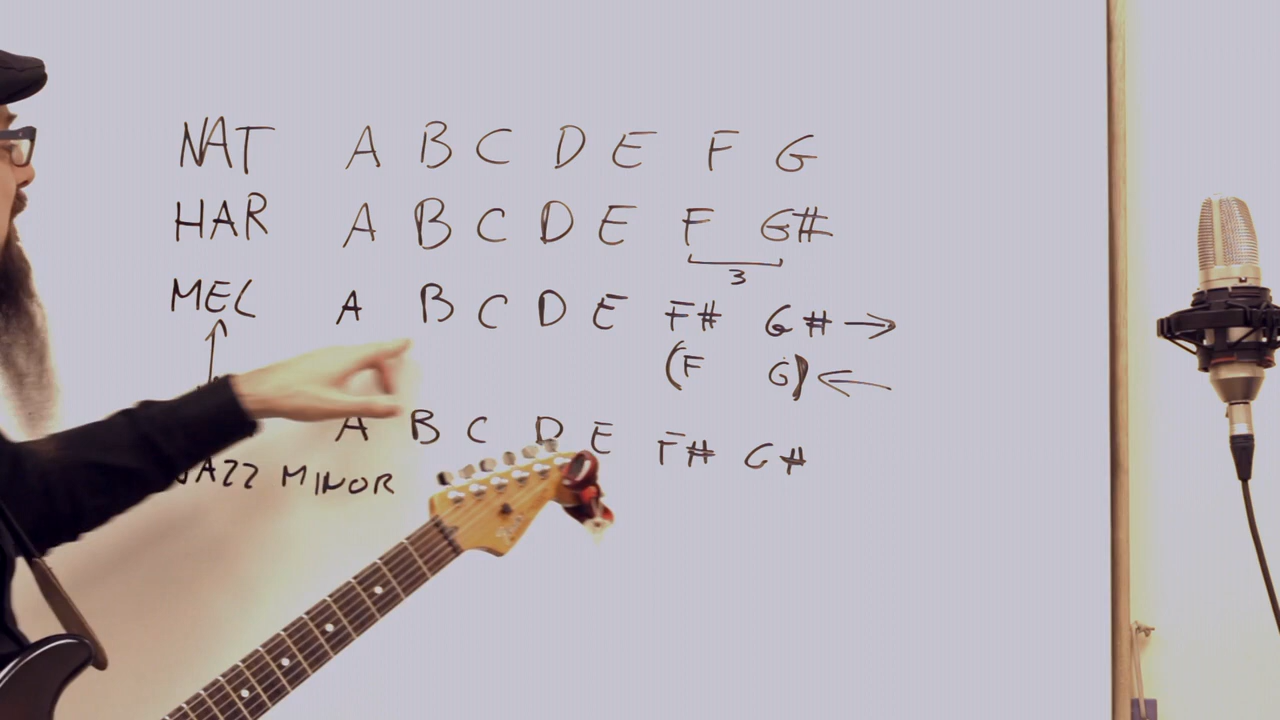 NAT A B C D E F G
HAR A B C D E F G#
3
MEL A B C D E F# G# →
(F G) ←
A B C D E F# G#
JAZZ MINOR